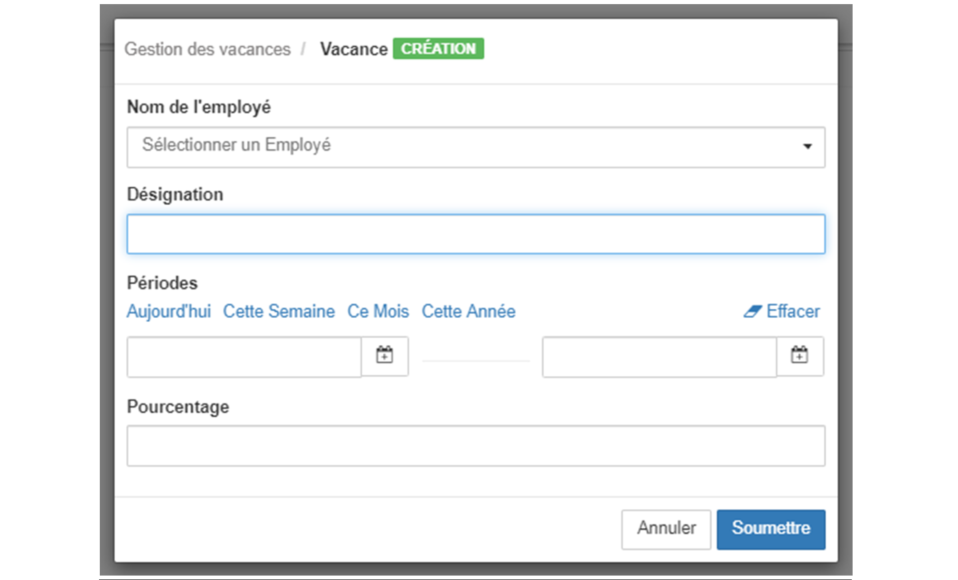 Gestion des vacances / Vacance CRÉATION
Nom de l'employé
Sélectionner un Employé
Désignation
Périodes
Aujourd'hui Cette Semaine Ce Mois Cette Année Effacer
Pourcentage
Annuler Soumettre